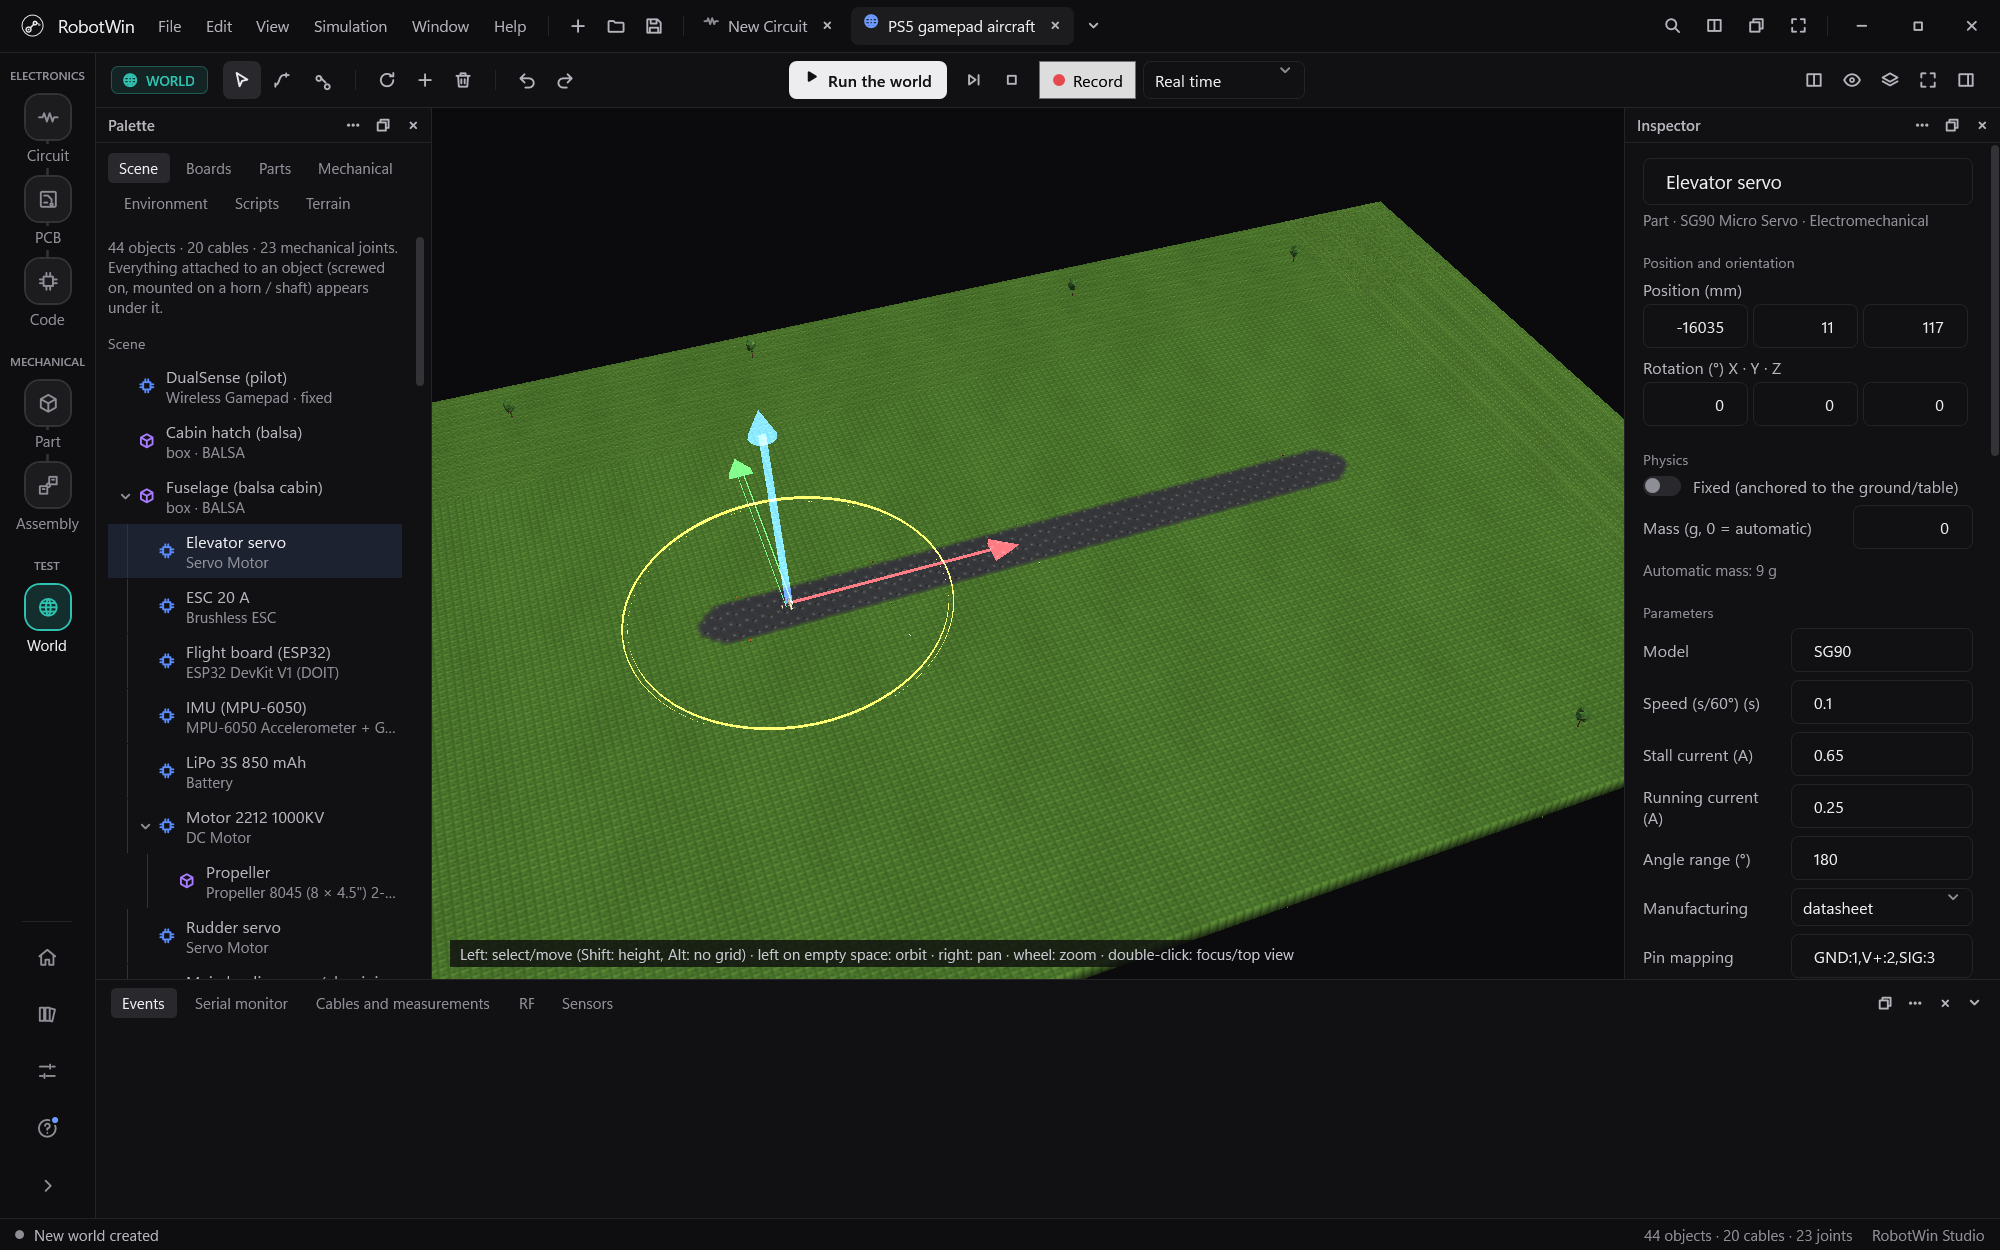 RobotWin File Edit View Simulation Window Help New Circuit PS5 gamepad aircraft
ELECTRONICS
Circuit
PCB
Code
MECHANICAL
Part
Assembly
TEST
World
WORLD Run the world Record Real time
Palette
Scene Boards Parts Mechanical
Environment Scripts Terrain
44 objects · 20 cables · 23 mechanical joints.
Everything attached to an object (screwed
on, mounted on a horn / shaft) appears
under it.
Scene
DualSense (pilot)
Wireless Gamepad · fixed
Cabin hatch (balsa)
box · BALSA
Fuselage (balsa cabin)
box · BALSA
Elevator servo
Servo Motor
ESC 20 A
Brushless ESC
Flight board (ESP32)
ESP32 DevKit V1 (DOIT)
IMU (MPU-6050)
MPU-6050 Accelerometer + G...
LiPo 3S 850 mAh
Battery
Motor 2212 1000KV
DC Motor
Propeller
Propeller 8045 (8 × 4.5") 2-...
Rudder servo
Servo Motor
Left: select/move (Shift: height, Alt: no grid) · left on empty space: orbit · right: pan · wheel: zoom · double-click: focus/top view
Inspector
Elevator servo
Part · SG90 Micro Servo · Electromechanical
Position and orientation
Position (mm)
-16035 11 117
Rotation (°) X · Y · Z
0 0 0
Physics
Fixed (anchored to the ground/table)
Mass (g, 0 = automatic) 0
Automatic mass: 9 g
Parameters
Model SG90
Speed (s/60°) (s) 0.1
Stall current (A) 0.65
Running current (A) 0.25
Angle range (°) 180
Manufacturing datasheet
Pin mapping GND:1,V+:2,SIG:3
Events Serial monitor Cables and measurements RF Sensors
New world created
44 objects · 20 cables · 23 joints RobotWin Studio